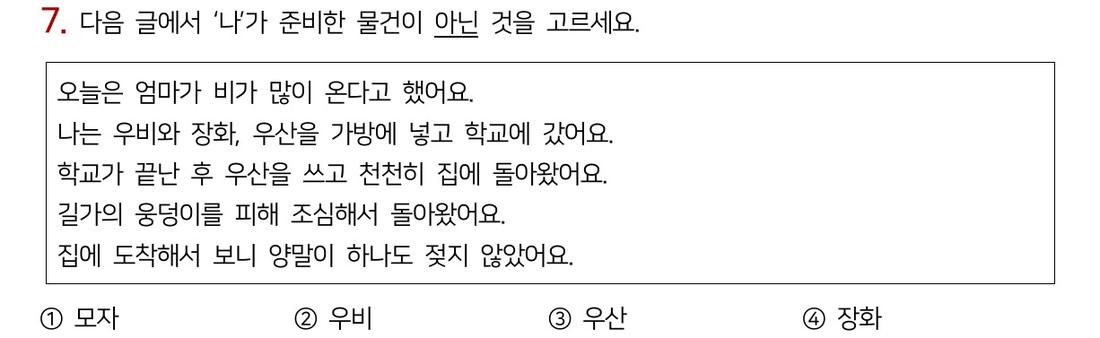 7. 다음 글에서 ‘나’가 준비한 물건이 아닌 것을 고르세요.
오늘은 엄마가 비가 많이 온다고 했어요.
나는 우비와 장화, 우산을 가방에 넣고 학교에 갔어요.
학교가 끝난 후 우산을 쓰고 천천히 집에 돌아왔어요.
길가의 웅덩이를 피해 조심해서 돌아왔어요.
집에 도착해서 보니 양말이 하나도 젖지 않았어요.
① 모자 ② 우비 ③ 우산 ④ 장화